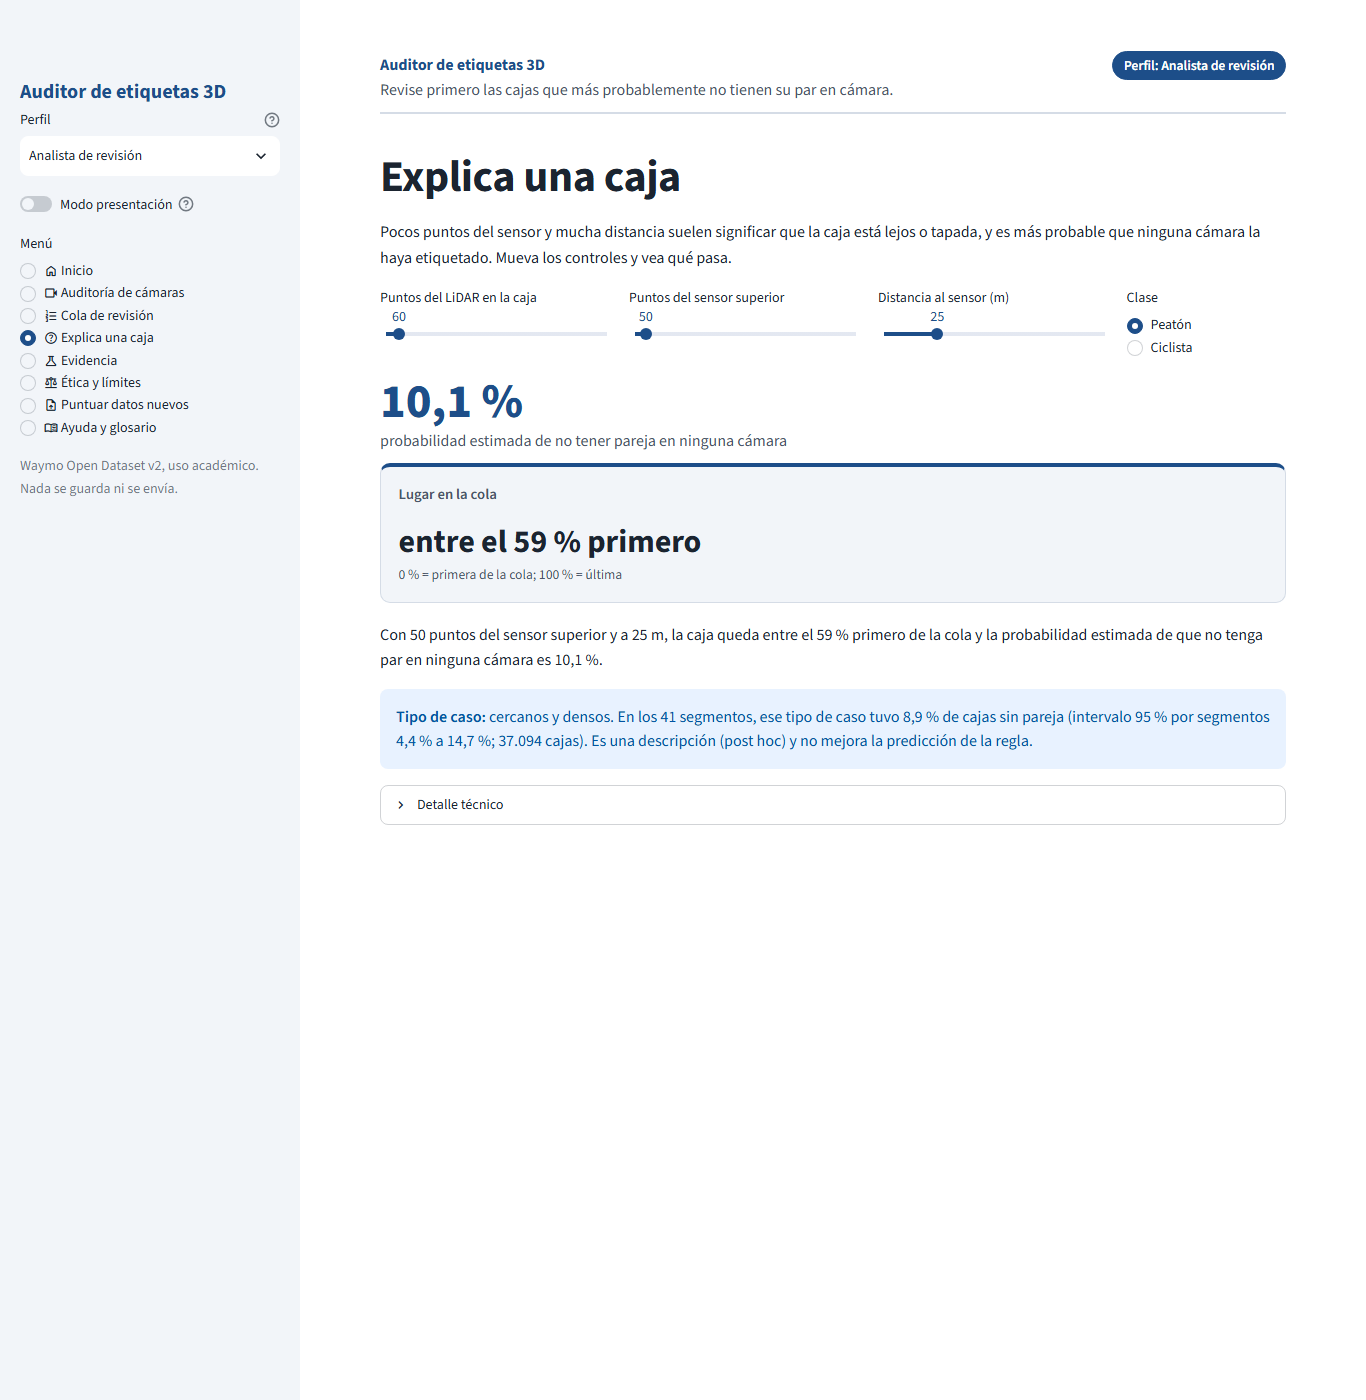 Auditor de etiquetas 3D
Perfil
Analista de revisión
Modo presentación
Menú
Inicio
Auditoría de cámaras
Cola de revisión
Explica una caja
Evidencia
Ética y límites
Puntuar datos nuevos
Ayuda y glosario
Waymo Open Dataset v2, uso académico.
Nada se guarda ni se envía.
Auditor de etiquetas 3D
Revise primero las cajas que más probablemente no tienen su par en cámara.
Perfil: Analista de revisión
Explica una caja
Pocos puntos del sensor y mucha distancia suelen significar que la caja está lejos o tapada, y es más probable que ninguna cámara la
haya etiquetado. Mueva los controles y vea qué pasa.
Puntos del LiDAR en la caja
60
Puntos del sensor superior
50
Distancia al sensor (m)
25
Clase
Peatón
Ciclista
10,1 %
probabilidad estimada de no tener pareja en ninguna cámara
Lugar en la cola
entre el 59 % primero
0 % = primera de la cola; 100 % = última
Con 50 puntos del sensor superior y a 25 m, la caja queda entre el 59 % primero de la cola y la probabilidad estimada de que no tenga
par en ninguna cámara es 10,1 %.
Tipo de caso: cercanos y densos. En los 41 segmentos, ese tipo de caso tuvo 8,9 % de cajas sin pareja (intervalo 95 % por segmentos
4,4 % a 14,7 %; 37.094 cajas). Es una descripción (post hoc) y no mejora la predicción de la regla.
Detalle técnico